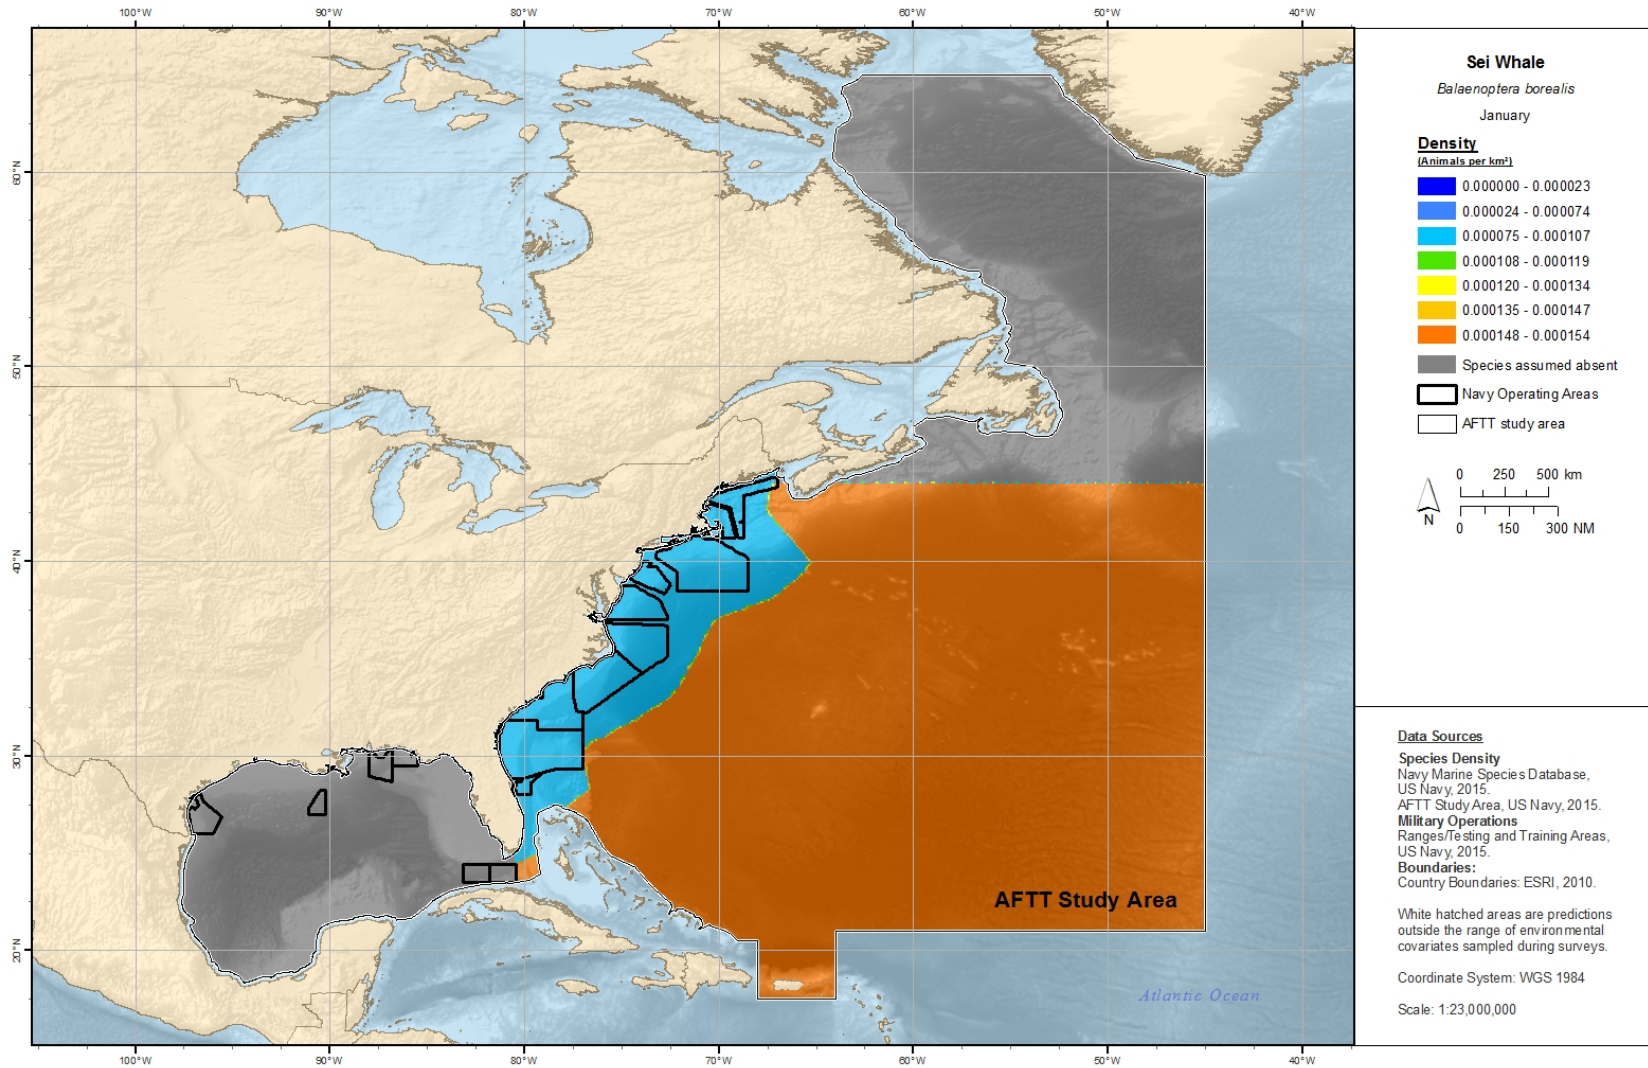 100°W 90°W 80°W 70°W 60°W 50°W 40°W
60°N
50°N
40°N
30°N
20°N
AFTT Study Area
Atlantic Ocean
100°W 90°W 80°W 70°W 60°W 50°W 40°W
Sei Whale
Balaenoptera borealis
January
Density
(Animals per km²)
0.000000 - 0.000023
0.000024 - 0.000074
0.000075 - 0.000107
0.000108 - 0.000119
0.000120 - 0.000134
0.000135 - 0.000147
0.000148 - 0.000154
Species assumed absent
Navy Operating Areas
AFTT study area
N
0 250 500 km
0 150 300 NM
Data Sources
Species Density
Navy Marine Species Database,
US Navy, 2015.
AFTT Study Area, US Navy, 2015.
Military Operations
Ranges/Testing and Training Areas,
US Navy, 2015.
Boundaries:
Country Boundaries: ESRI, 2010.
White hatched areas are predictions
outside the range of environmental
covariates sampled during surveys.
Coordinate System: WGS 1984
Scale: 1:23,000,000